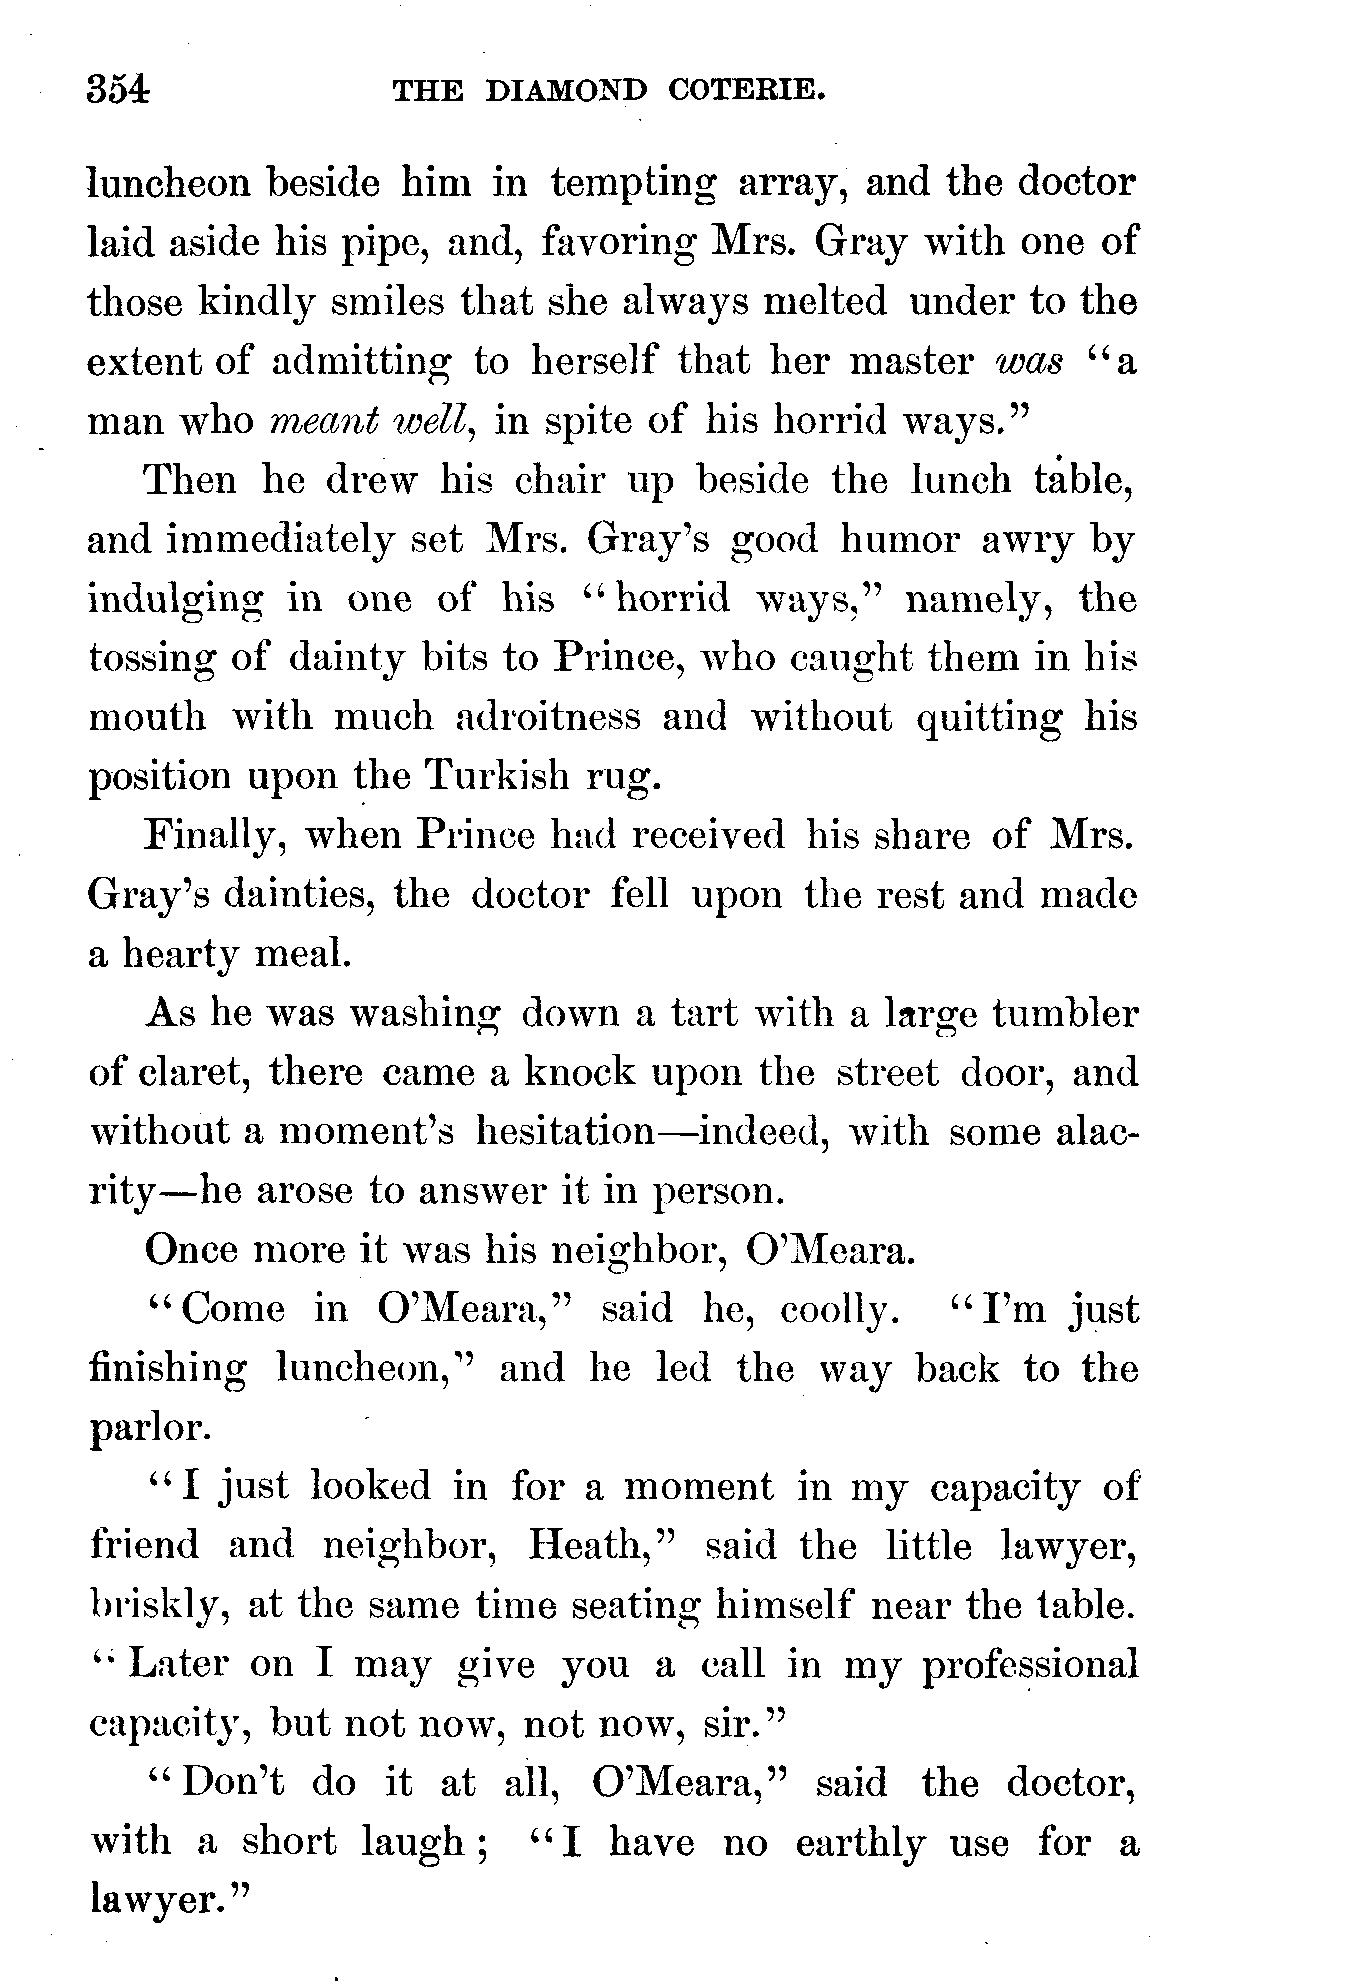 354 THE DIAMOND COTERIE.
luncheon beside him in tempting array, and the doctor
laid aside his pipe, and, favoring Mrs. Gray with one of
those kindly smiles that she always melted under to the
extent of admitting to herself that her master was “a
man who meant well, in spite of his horrid ways.”
Then he drew his chair up beside the lunch table,
and immediately set Mrs. Gray’s good humor awry by
indulging in one of his “horrid ways,” namely, the
tossing of dainty bits to Prince, who caught them in his
mouth with much adroitness and without quitting his
position upon the Turkish rug.
Finally, when Prince had received his share of Mrs.
Gray’s dainties, the doctor fell upon the rest and made
a hearty meal.
As he was washing down a tart with a large tumbler
of claret, there came a knock upon the street door, and
without a moment’s hesitation—indeed, with some alac-
rity—he arose to answer it in person.
Once more it was his neighbor, O’Meara.
“Come in O’Meara,” said he, coolly. “I’m just
finishing luncheon,” and he led the way back to the
parlor.
“I just looked in for a moment in my capacity of
friend and neighbor, Heath,” said the little lawyer,
briskly, at the same time seating himself near the table.
“Later on I may give you a call in my professional
capacity, but not now, not now, sir.”
“Don’t do it at all, O’Meara,” said the doctor,
with a short laugh; “I have no earthly use for a
lawyer.”